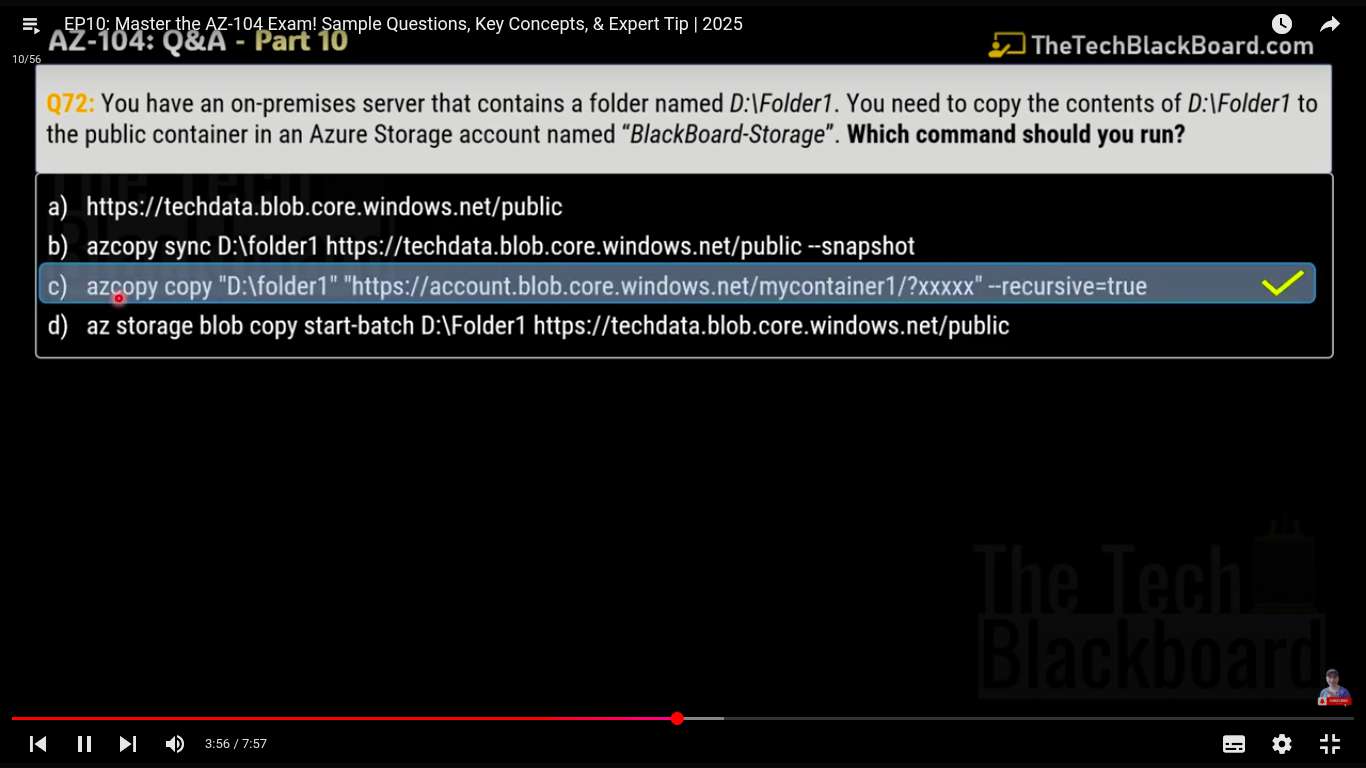 EP10: Master the AZ-104 Exam! Sample Questions, Key Concepts, & Expert Tip | 2025
10/56
AZ-104: Q&A - Part 10
TheTechBlackBoard.com
Q72: You have an on-premises server that contains a folder named D:\Folder1. You need to copy the contents of D:\Folder1 to
the public container in an Azure Storage account named “BlackBoard-Storage”. Which command should you run?
a) https://techdata.blob.core.windows.net/public
b) azcopy sync D:\folder1 https://techdata.blob.core.windows.net/public --snapshot
c) azcopy copy "D:\folder1" "https://account.blob.core.windows.net/mycontainer1/?xxxxx" --recursive=true
d) az storage blob copy start-batch D:\Folder1 https://techdata.blob.core.windows.net/public
The Tech
Blackboard
3:56 / 7:57